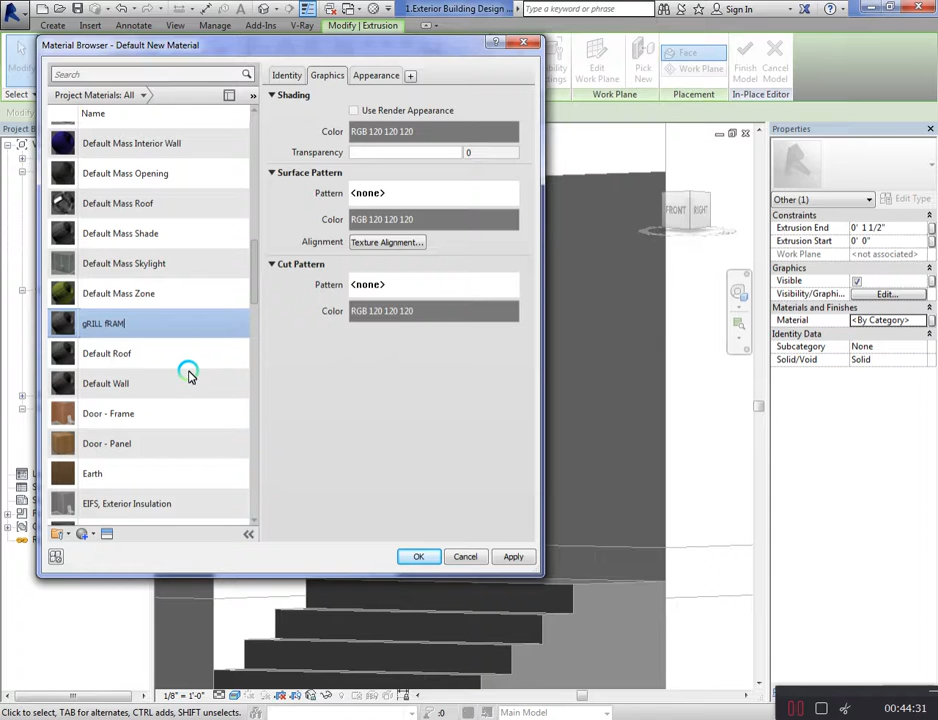 1.Exterior Building Design ...
Type a keyword or phrase
Sign In
Create Insert Annotate View Manage Add-Ins V-Ray Modify | Extrusion
Modify
Edit Work Plane
Pick New
Face
Work Plane
Finish Model
Cancel Model
Select
Work Plane
Placement
In-Place Editor
Material Browser - Default New Material
Search
Project Materials: All
Name
Default Mass Interior Wall
Default Mass Opening
Default Mass Roof
Default Mass Shade
Default Mass Skylight
Default Mass Zone
gRILL fRAM
Default Roof
Default Wall
Door - Frame
Door - Panel
Earth
EIFS, Exterior Insulation
Identity Graphics Appearance
Shading
Use Render Appearance
Color RGB 120 120 120
Transparency 0
Surface Pattern
Pattern <none>
Color RGB 120 120 120
Alignment Texture Alignment...
Cut Pattern
Pattern <none>
Color RGB 120 120 120
OK Cancel Apply
FRONT RIGHT
Properties
Other (1) Edit Type
Constraints
Extrusion End 0' 1 1/2"
Extrusion Start 0' 0"
Work Plane <not associated>
Graphics
Visible
Visibility/Graphi... Edit...
Materials and Finishes
Material <By Category>
Identity Data
Subcategory None
Solid/Void Solid
1/8" = 1'-0"
Click to select, TAB for alternates, CTRL adds, SHIFT unselects.
:0
Main Model
00:44:31